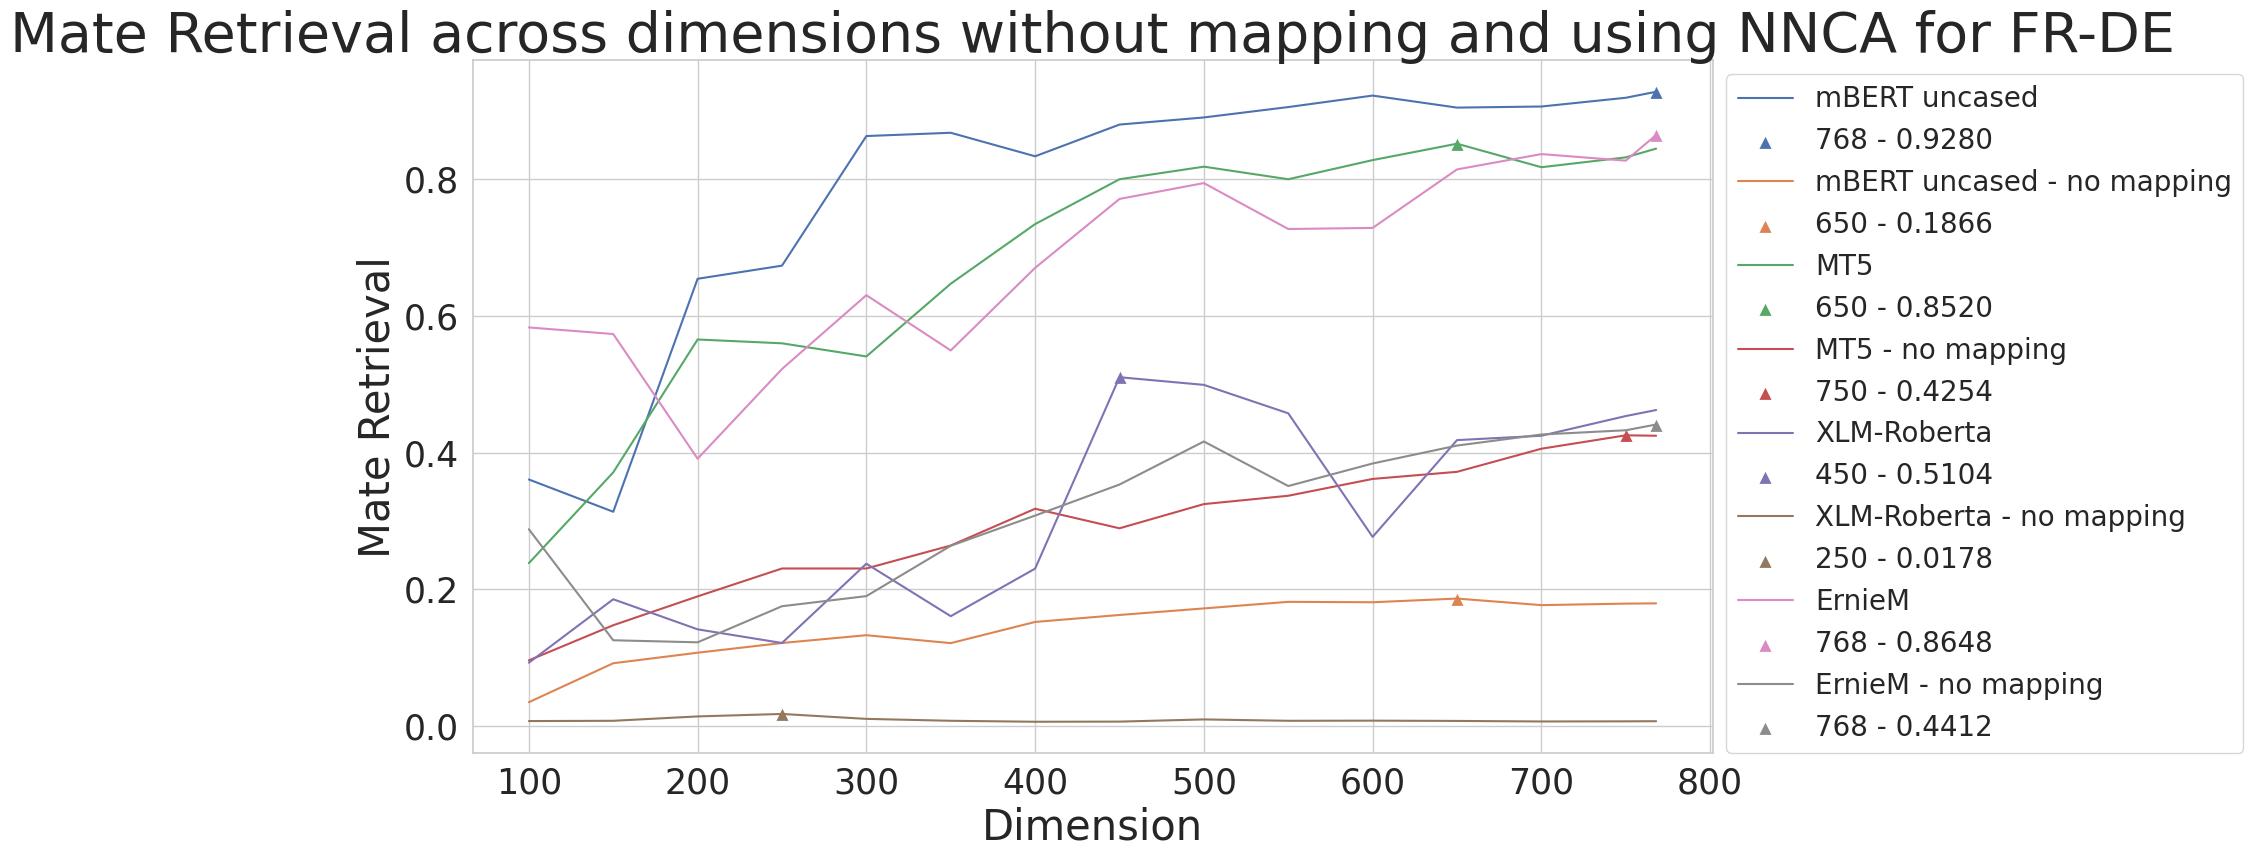 Mate Retrieval across dimensions without mapping and using NNCA for FR-DE
Mate Retrieval
0.8
0.6
0.4
0.2
0.0
100 200 300 400 500 600 700 800
Dimension
mBERT uncased
768 - 0.9280
mBERT uncased - no mapping
650 - 0.1866
MT5
650 - 0.8520
MT5 - no mapping
750 - 0.4254
XLM-Roberta
450 - 0.5104
XLM-Roberta - no mapping
250 - 0.0178
ErnieM
768 - 0.8648
ErnieM - no mapping
768 - 0.4412